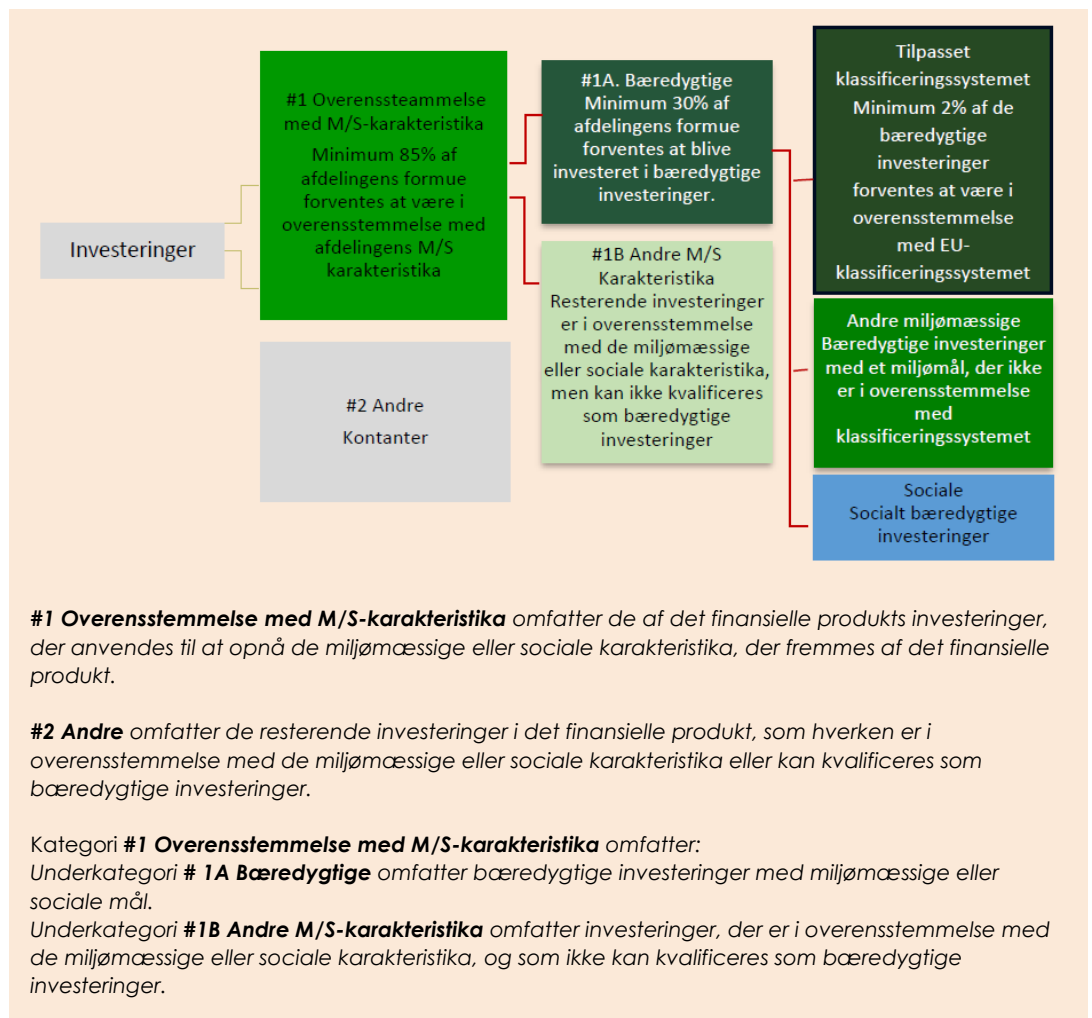 Investeringer
#1 Overenssteammelse
med M/S-karakteristika
Minimum 85% af
afdelingens formue
forventes at være i
overensstemmelse med
afdelingens M/S
karakteristika
#2 Andre
Kontanter
#1A. Bæredygtige
Minimum 30% af
afdelingens formue
forventes at blive
investeret i bæredygtige
investeringer.
#1B Andre M/S
Karakteristika
Resterende investeringer
er i overensstemmelse
med de miljømæssige
eller sociale karakteristika,
men kan ikke kvalificeres
som bæredygtige
investeringer
Tilpasset
klassificeringssystemet
Minimum 2% af de
bæredygtige
investeringer
forventes at være i
overensstemmelse
med EU-
klassificeringssystemet
Andre miljømæssige
Bæredygtige investeringer
med et miljømål, der ikke
er i overensstemmelse
med
klassificeringssystemet
Sociale
Socialt bæredygtige
investeringer
#1 Overensstemmelse med M/S-karakteristika omfatter de af det finansielle produkts investeringer,
der anvendes til at opnå de miljømæssige eller sociale karakteristika, der fremmes af det finansielle
produkt.
#2 Andre omfatter de resterende investeringer i det finansielle produkt, som hverken er i
overensstemmelse med de miljømæssige eller sociale karakteristika eller kan kvalificeres som
bæredygtige investeringer.
Kategori #1 Overensstemmelse med M/S-karakteristika omfatter:
Underkategori # 1A Bæredygtige omfatter bæredygtige investeringer med miljømæssige eller
sociale mål.
Underkategori #1B Andre M/S-karakteristika omfatter investeringer, der er i overensstemmelse med
de miljømæssige eller sociale karakteristika, og som ikke kan kvalificeres som bæredygtige
investeringer.